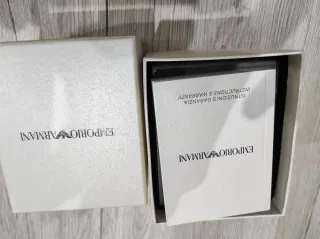 EMPORIO ARMANI
ISTRUZIONI E GARANZIA
INSTRUCTIONS & WARRANTY
EMPORIO ARMANI